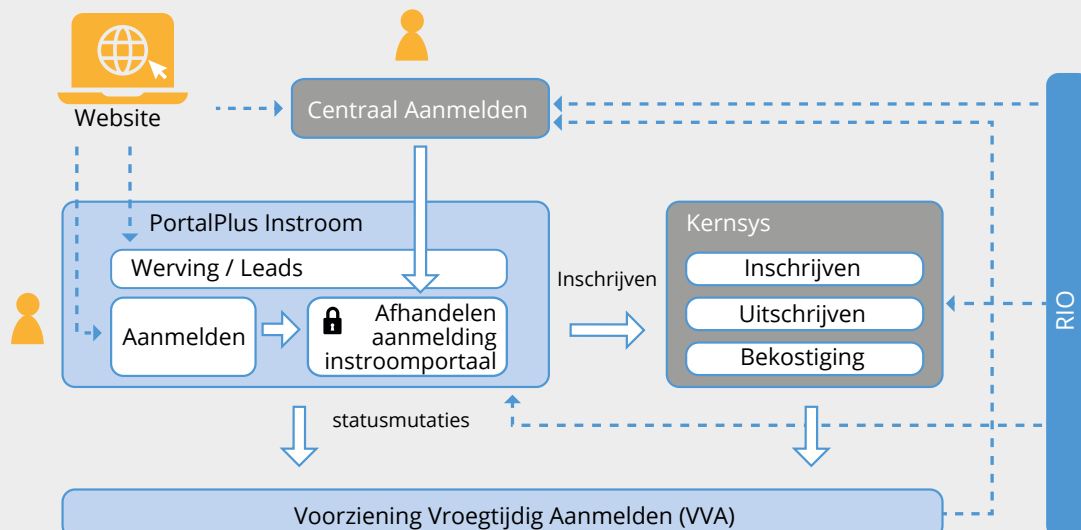 Website
Centraal Aanmelden
PortalPlus Instroom
Werving / Leads
Aanmelden
Afhandelen
aanmelding
instroomportaal
Inschrijven
Kernsys
Inschrijven
Uitschrijven
Bekostiging
RIO
statusmutaties
Voorziening Vroegtijdig Aanmelden (VVA)